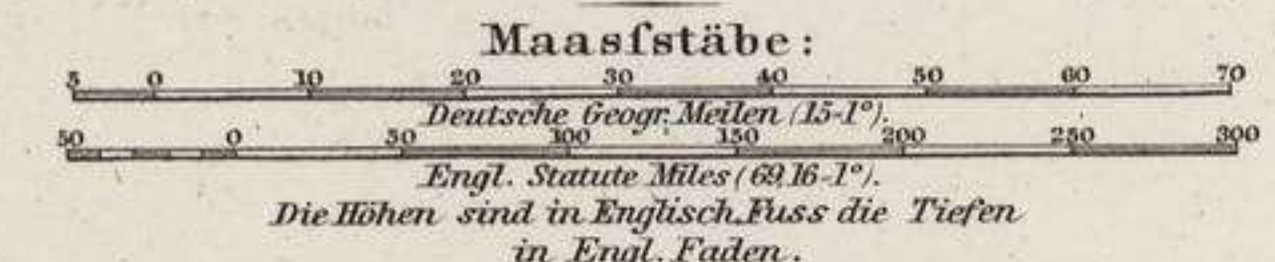 Maasſstäbe:
5 0 10 20 30 40 50 60 70
Deutsche Geogr. Meilen (15-1°).
50 0 50 100 150 200 250 300
Engl. Statute Miles (69,16-1°).
Die Höhen sind in Englisch. Fuss die Tiefen
in Engl. Faden.